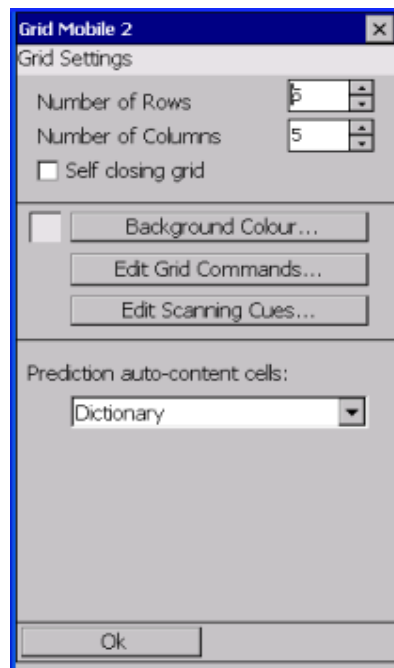 Grid Mobile 2
Grid Settings
Number of Rows 5
Number of Columns 5
Self closing grid
Background Colour...
Edit Grid Commands...
Edit Scanning Cues...
Prediction auto-content cells:
Dictionary
Ok